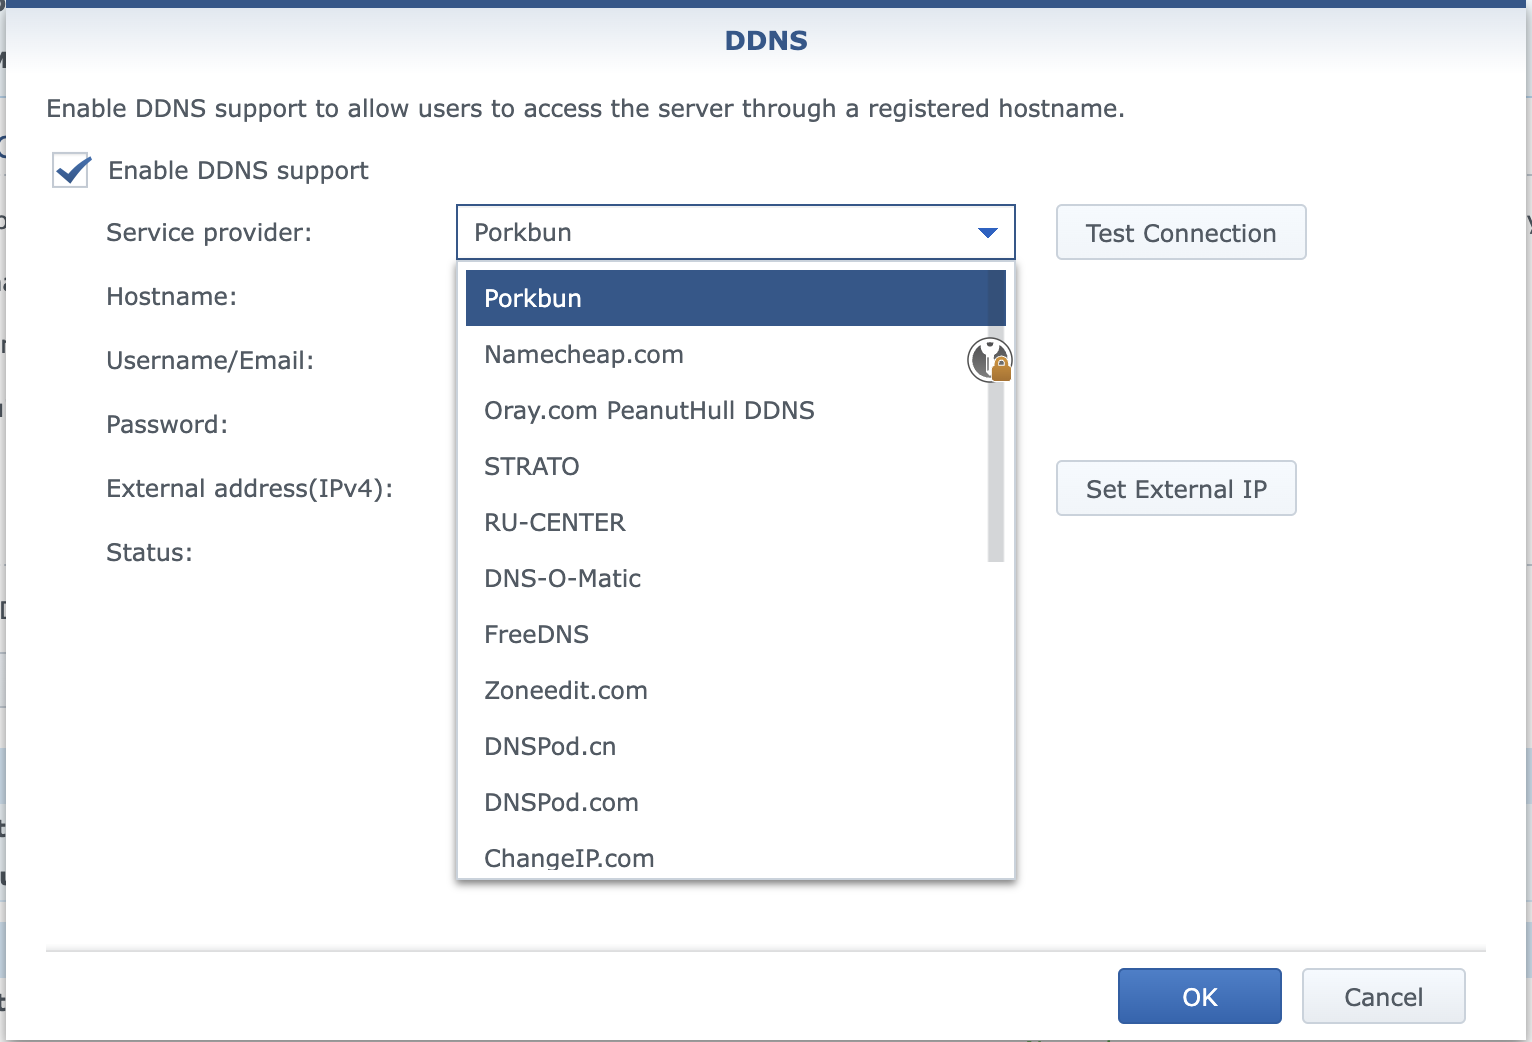 DDNS
Enable DDNS support to allow users to access the server through a registered hostname.
Enable DDNS support
Service provider:
Porkbun
Test Connection
Hostname:
Porkbun
Username/Email:
Namecheap.com
Oray.com PeanutHull DDNS
Password:
STRATO
External address(IPv4):
Set External IP
RU-CENTER
Status:
DNS-O-Matic
FreeDNS
Zoneedit.com
DNSPod.cn
DNSPod.com
ChangeIP.com
OK
Cancel